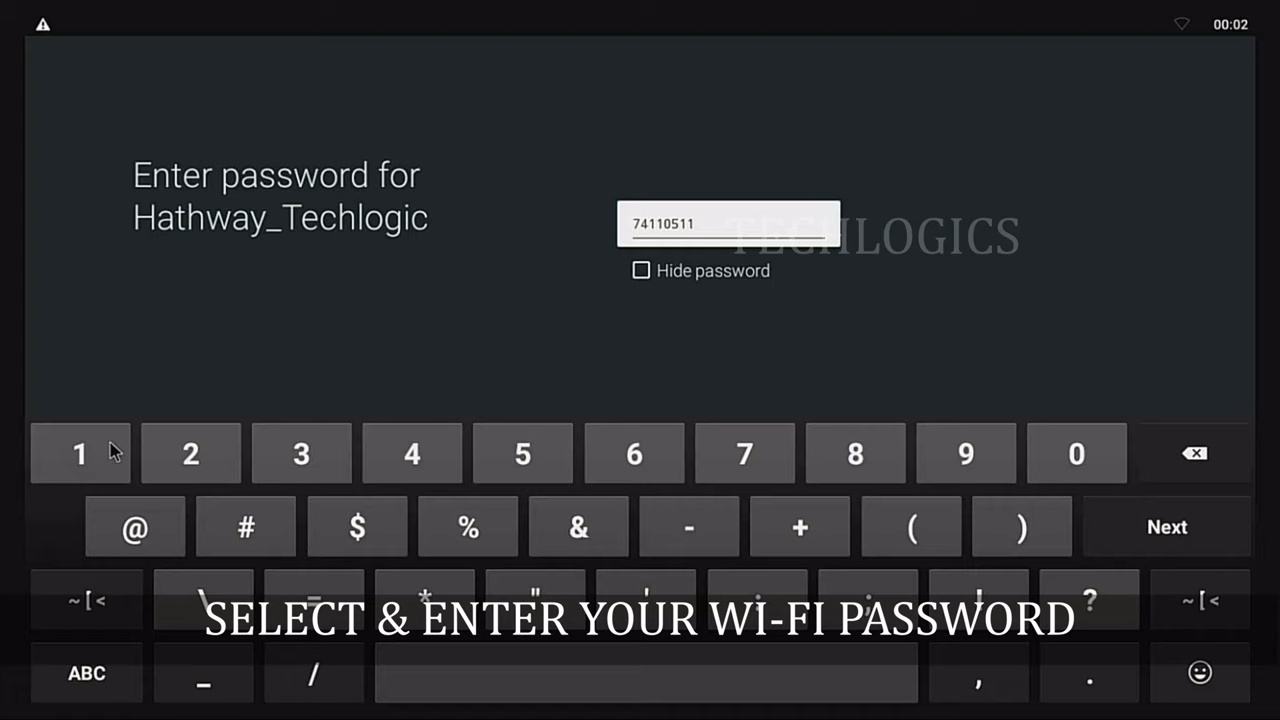 00:02
Enter password for
Hathway_Techlogic
74110511
TECHLOGICS
Hide password
1 2 3 4 5 6 7 8 9 0
@ # $ % & - + ( )
Next
~[< \ = * " ' : ; ! ? ~[<
SELECT & ENTER YOUR WI-FI PASSWORD
ABC _ / , .